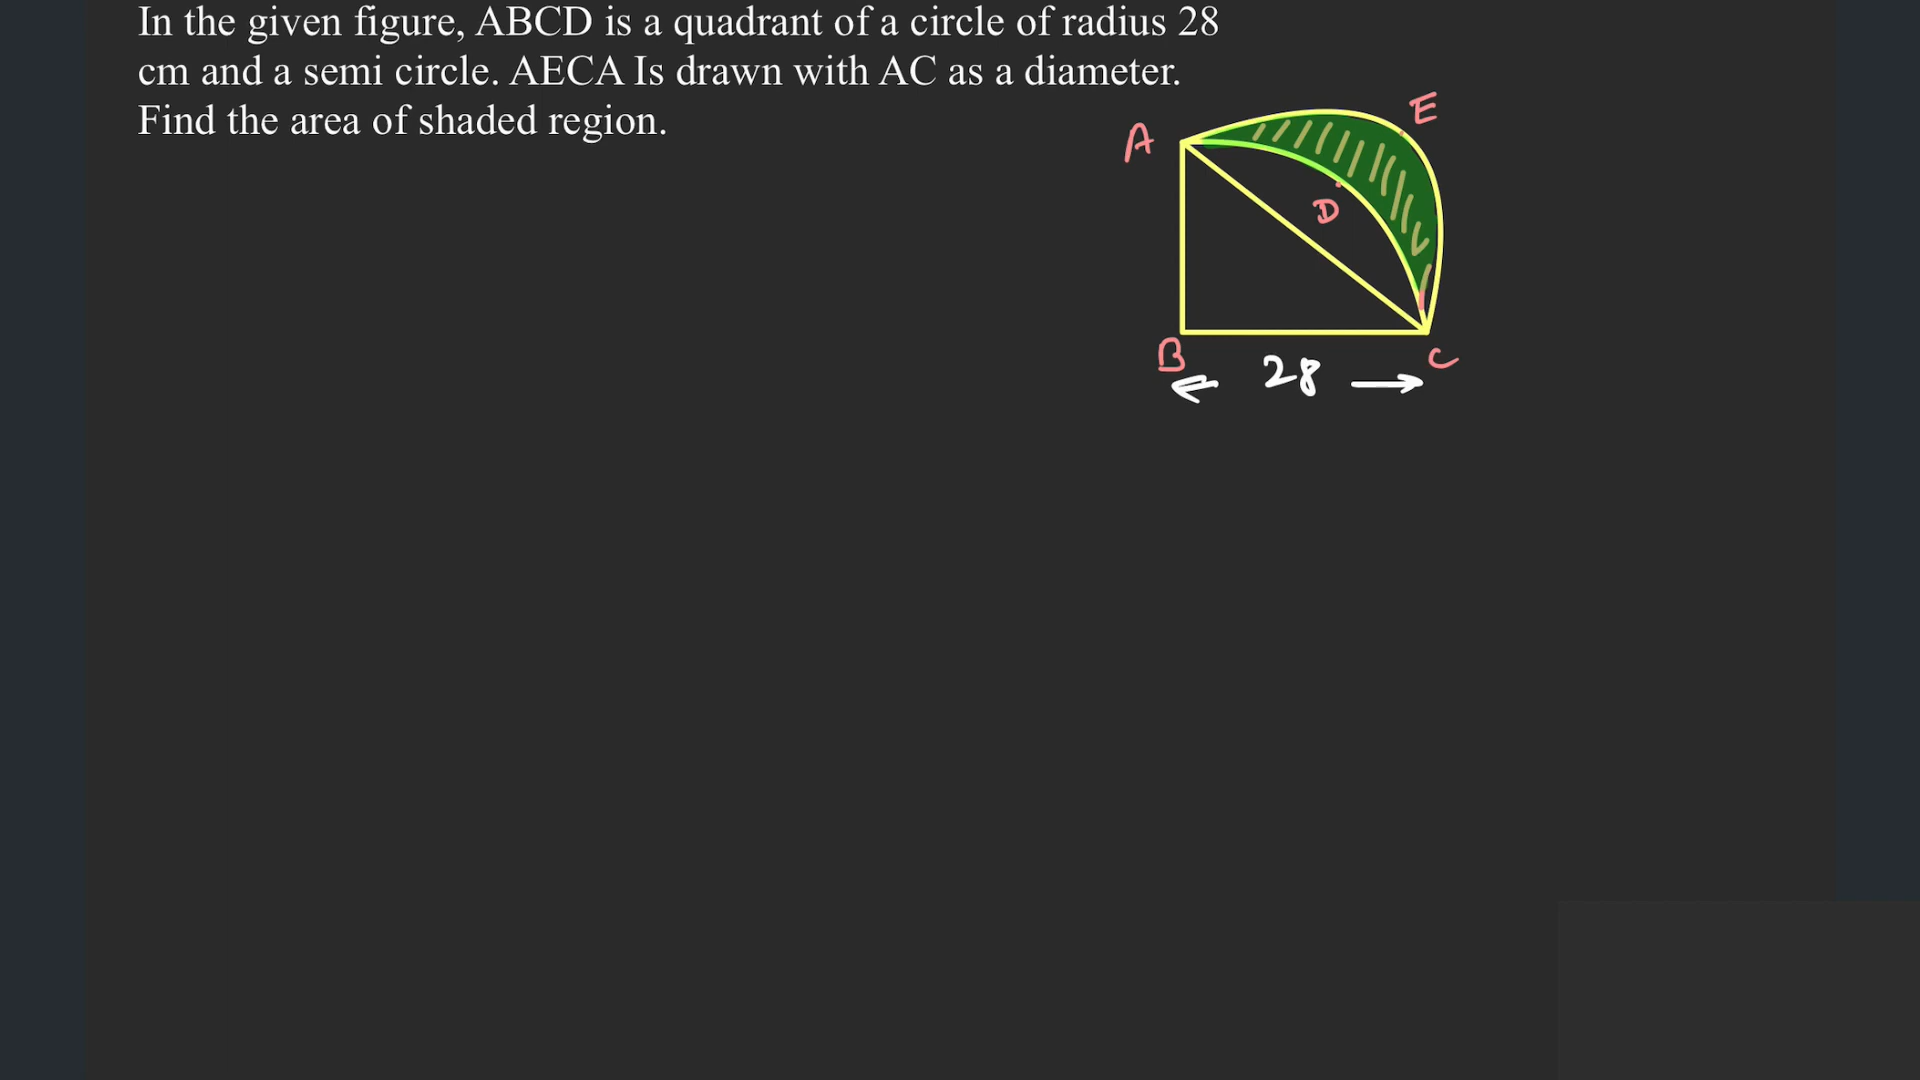 In the given figure, ABCD is a quadrant of a circle of radius 28
cm and a semi circle. AECA Is drawn with AC as a diameter.
Find the area of shaded region.
E
A
D
B
C
28